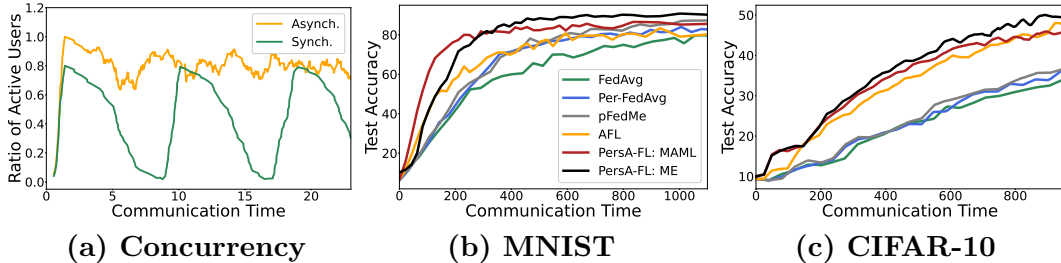 Ratio of Active Users
1.2
1.0
0.8
0.6
0.4
0.2
0.0
0 5 10 15 20
Communication Time
Asynch.
Synch.
(a) Concurrency
Test Accuracy
80
60
40
20
0 200 400 600 800 1000
Communication Time
FedAvg
Per-FedAvg
pFedMe
AFL
PersA-FL: MAML
PersA-FL: ME
(b) MNIST
Test Accuracy
50
40
30
20
10
0 200 400 600 800
Communication Time
(c) CIFAR-10